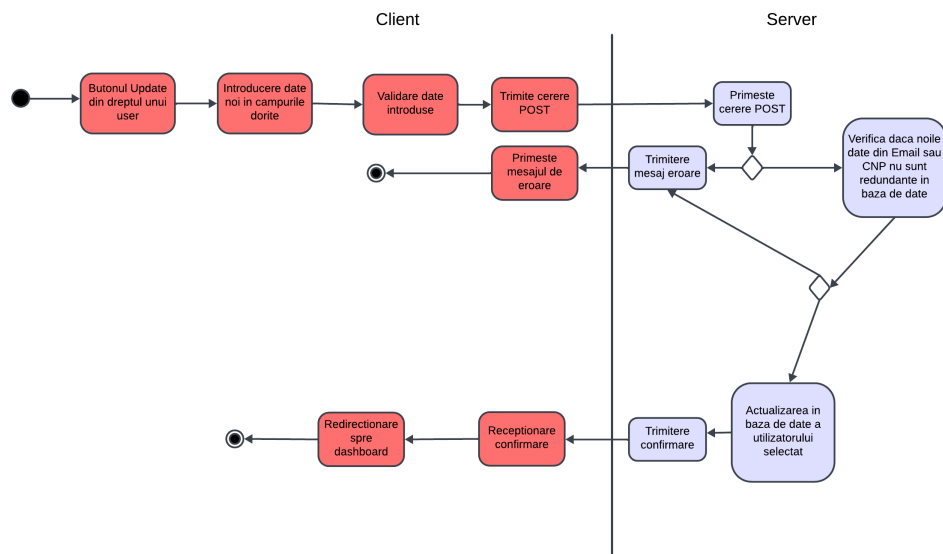 Client
Server
Butonul Update
din dreptul unui
user
Introducere date
noi in campurile
dorite
Validare date
introduse
Trimite cerere
POST
Primeste
cerere POST
Primeste
mesajul de
eroare
Trimitere
mesaj eroare
Verifica daca noile
date din Email sau
CNP nu sunt
redundante in
baza de date
Redirectionare
spre
dashboard
Receptionare
confirmare
Trimitere
confirmare
Actualizarea in
baza de date a
utilizatorului
selectat